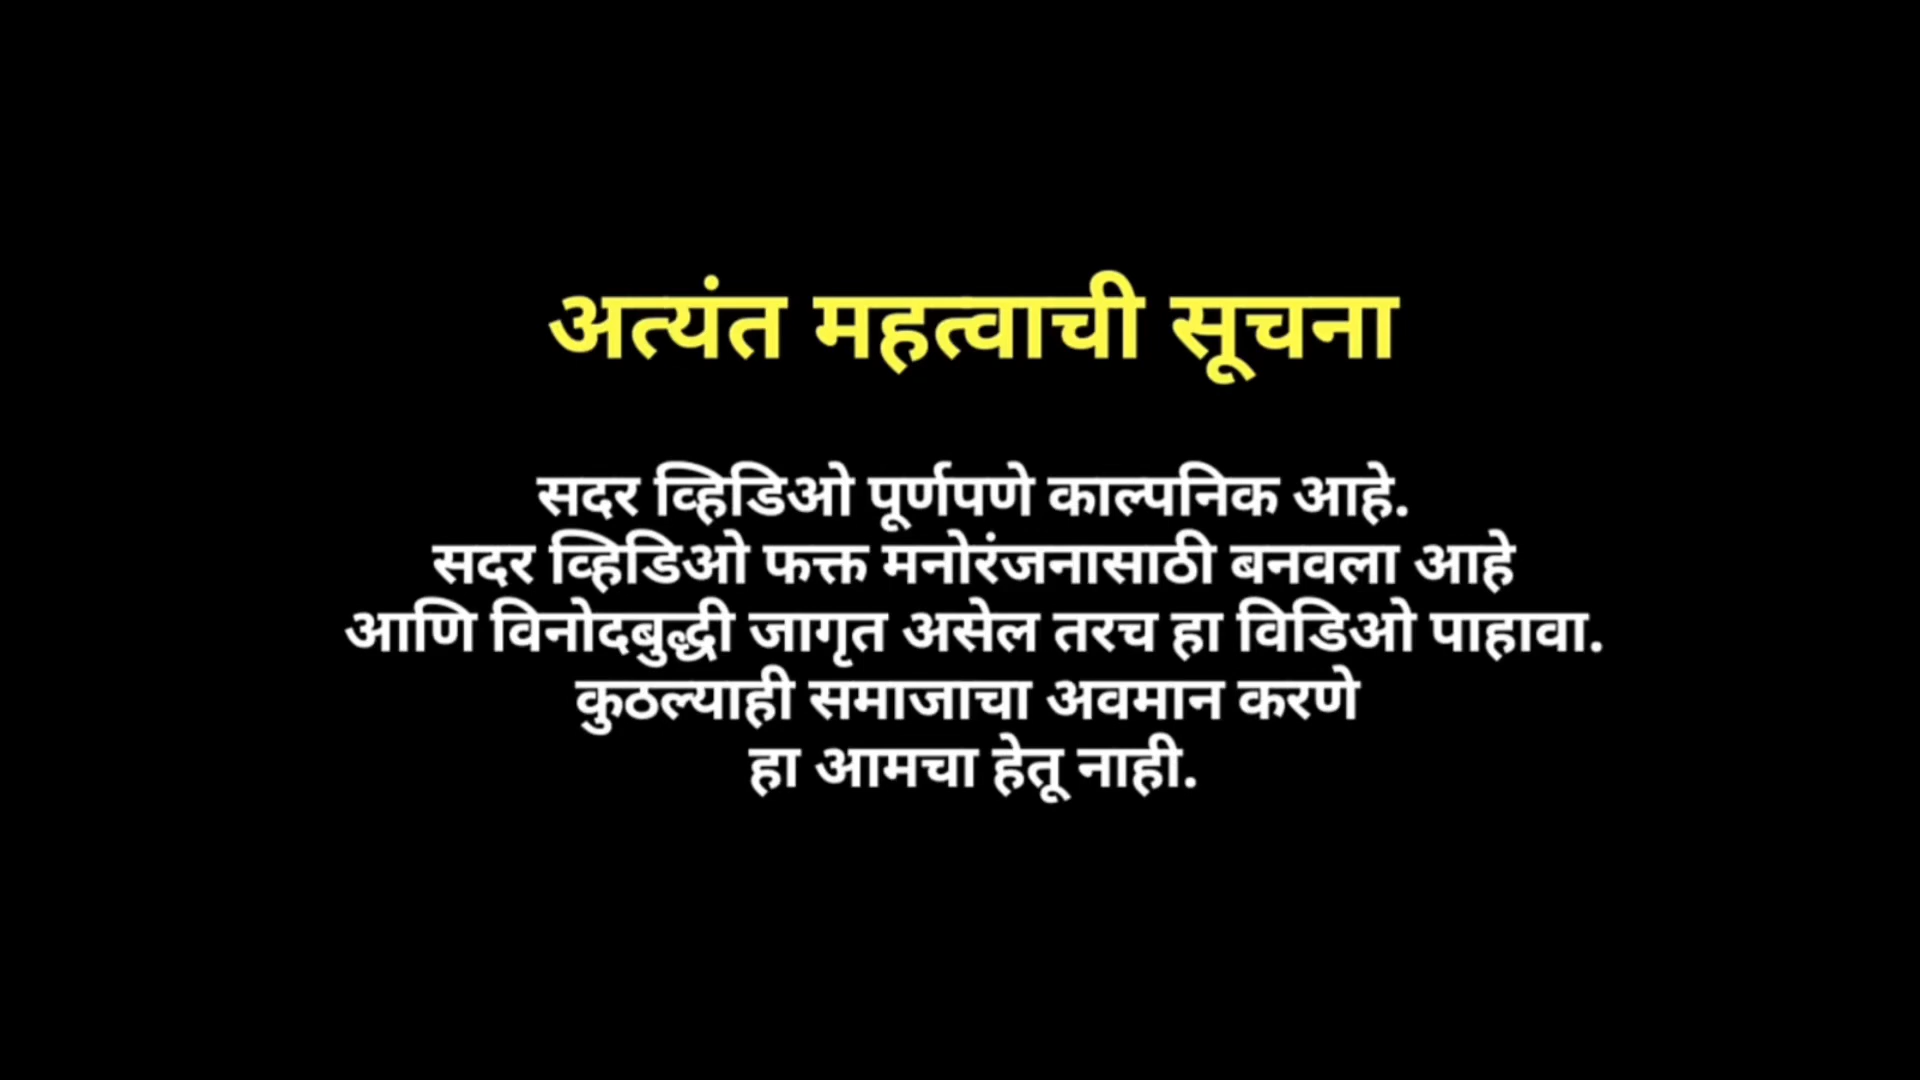 अत्यंत महत्वाची सूचना
सदर व्हिडिओ पूर्णपणे काल्पनिक आहे.
सदर व्हिडिओ फक्त मनोरंजनासाठी बनवला आहे
आणि विनोदबुद्धी जागृत असेल तरच हा विडिओ पाहावा.
कुठल्याही समाजाचा अवमान करणे
हा आमचा हेतू नाही.